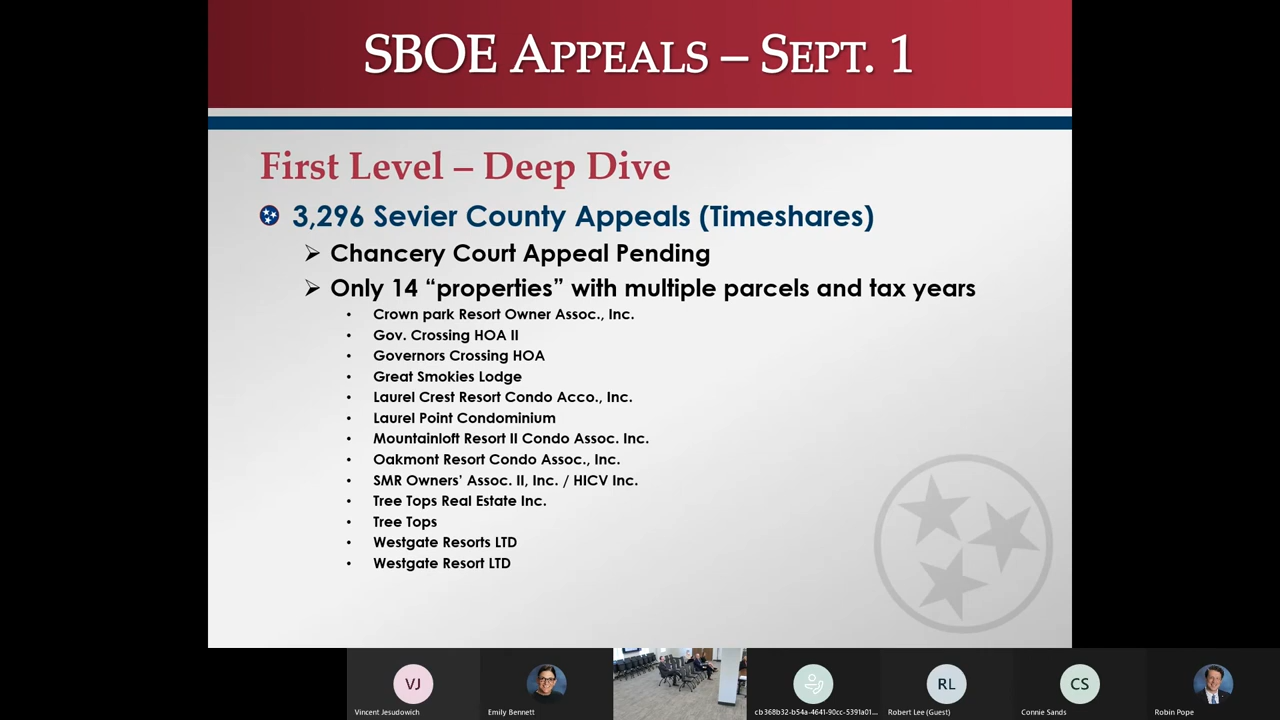 SBOE APPEALS – SEPT. 1
First Level – Deep Dive
3,296 Sevier County Appeals (Timeshares)
Chancery Court Appeal Pending
Only 14 “properties” with multiple parcels and tax years
Crown park Resort Owner Assoc., Inc.
Gov. Crossing HOA II
Governors Crossing HOA
Great Smokies Lodge
Laurel Crest Resort Condo Acco., Inc.
Laurel Point Condominium
Mountainloft Resort II Condo Assoc. Inc.
Oakmont Resort Condo Assoc., Inc.
SMR Owners’ Assoc. II, Inc. / HICV Inc.
Tree Tops Real Estate Inc.
Tree Tops
Westgate Resorts LTD
Westgate Resort LTD
VJ
RL
CS
Vincent Jesudowich
Emily Bennett
cb368b32-b54a-4641-90cc-5391a01...
Robert Lee (Guest)
Connie Sands
Robin Pope